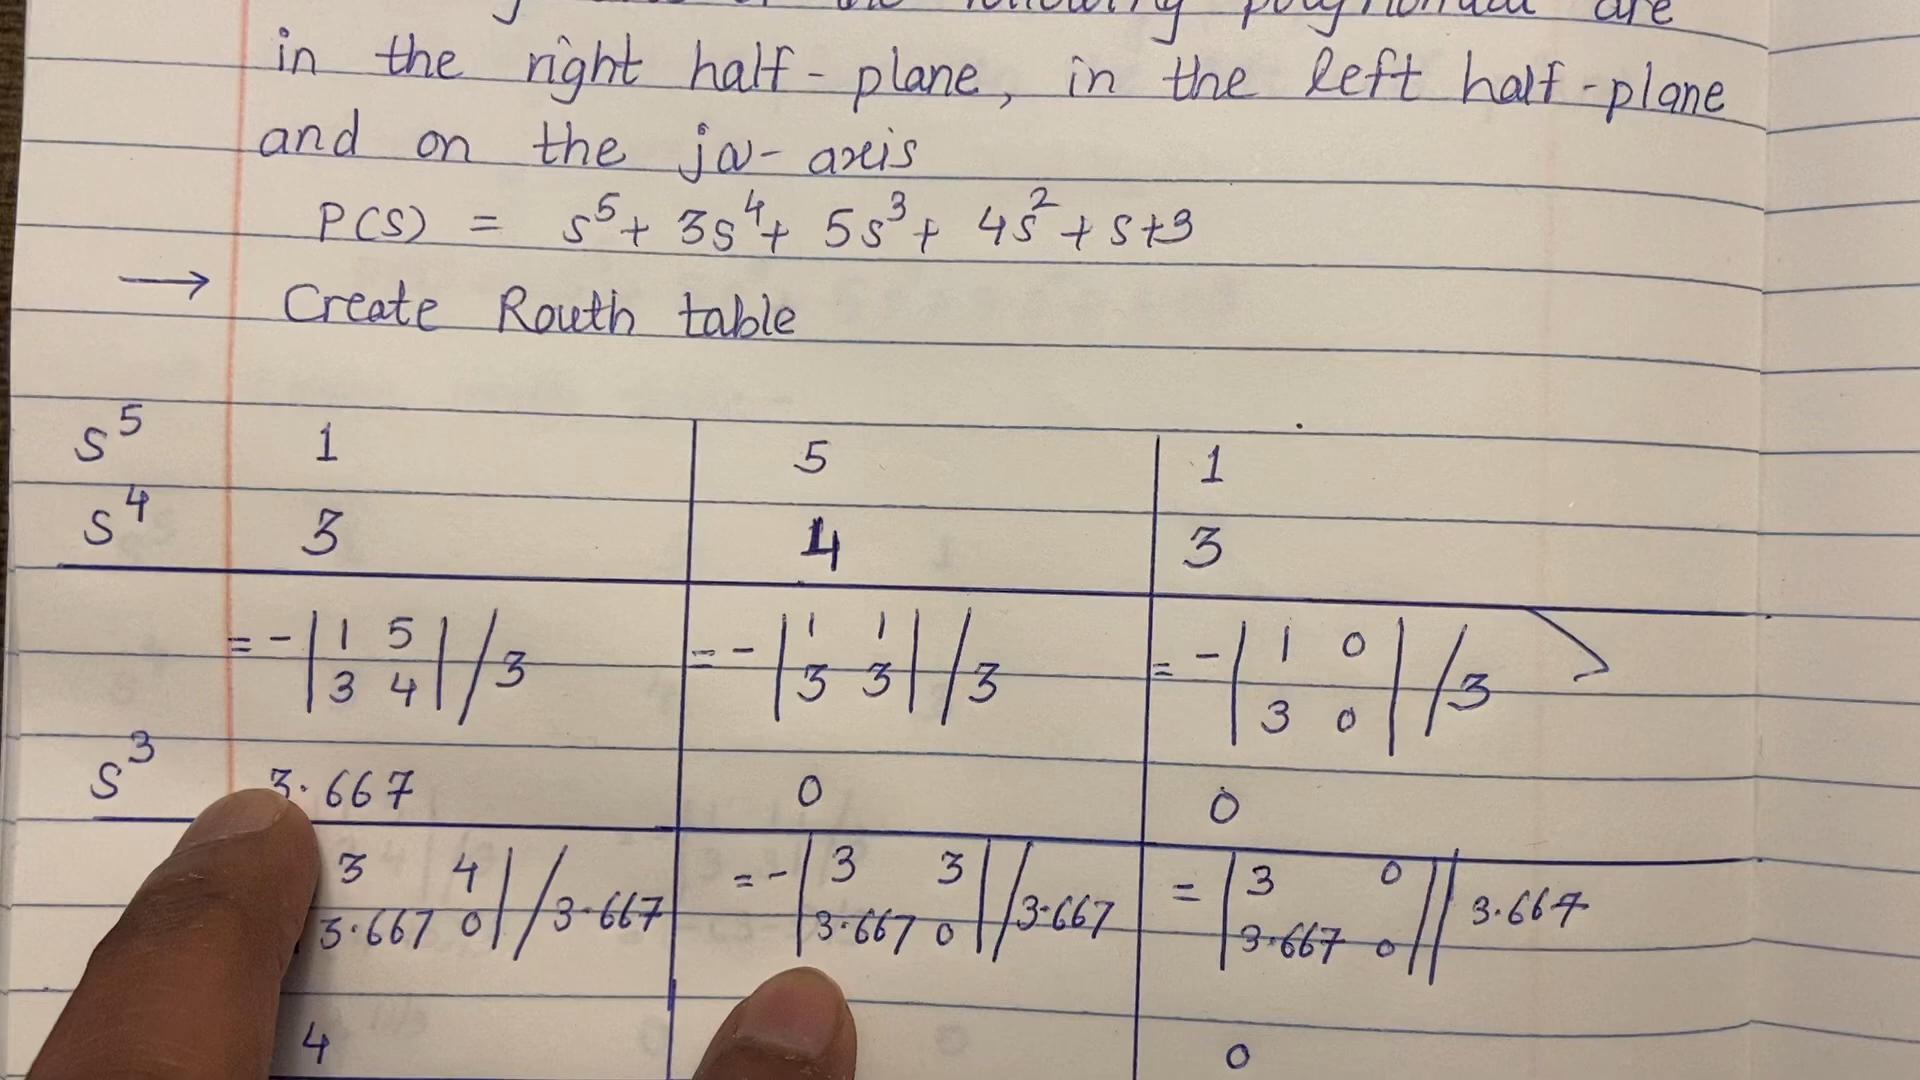 following polynomial are
in the right half-plane, in the left half-plane
and on the jω-axis
P(S) = s⁵+ 3s⁴+ 5s³+ 4s²+s+3
→ Create Routh table
s⁵ 1 5 1
s⁴ 3 4 3
= - | 1 5 | / 3 = - | 1 1 | / 3 = - | 1 0 | / 3
| 3 4 | | 3 3 | | 3 0 |
s³ 3.667 0 0
3 4 | / 3.667 = - | 3 3 | / 3.667 = | 3 0 || 3.667
3.667 0 | | 3.667 0 | | 3.667 0 |
4 0